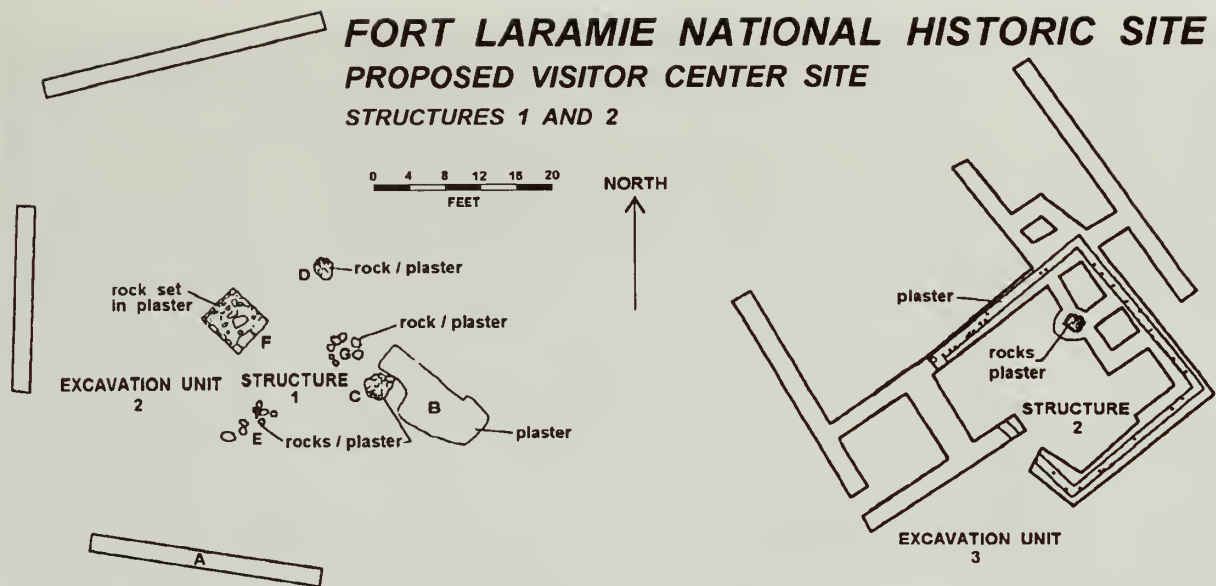 FORT LARAMIE NATIONAL HISTORIC SITE
PROPOSED VISITOR CENTER SITE
STRUCTURES 1 AND 2
0 4 8 12 16 20
FEET
NORTH
D
rock / plaster
rock set
in plaster
F
rock / plaster
G
EXCAVATION UNIT
2
STRUCTURE
1
C
B
plaster
E
rocks / plaster
A
plaster
rocks
plaster
STRUCTURE
2
EXCAVATION UNIT
3